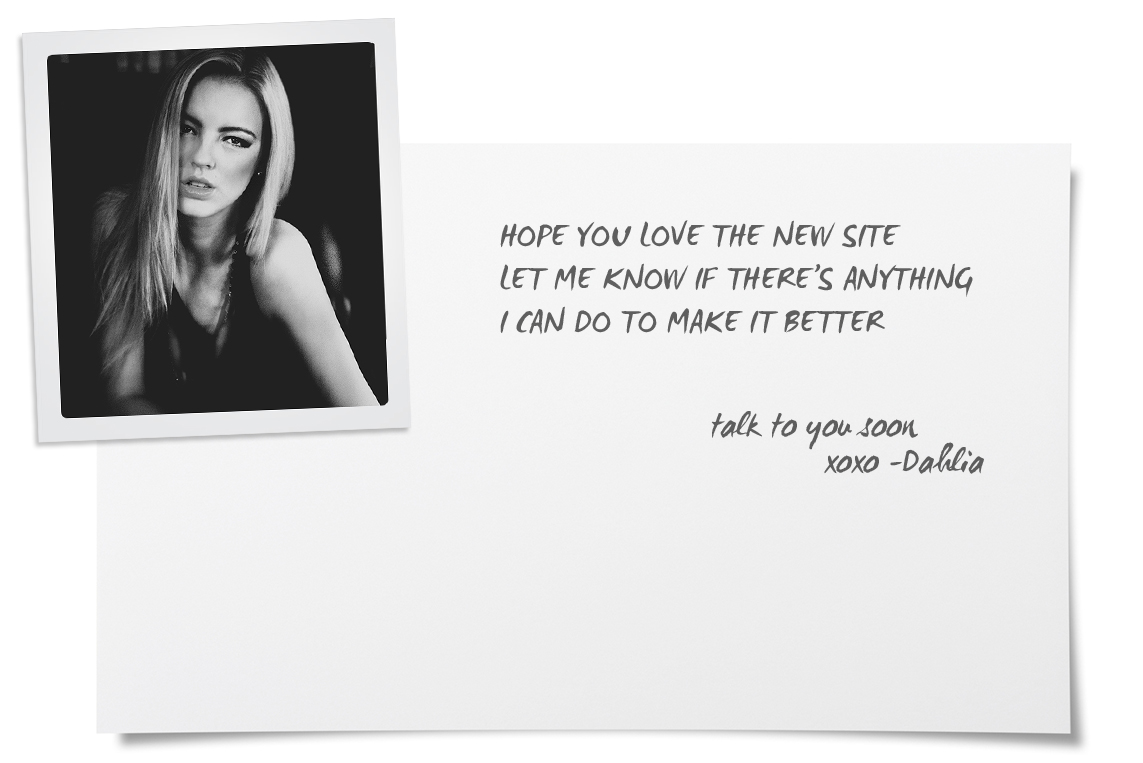 HOPE YOU LOVE THE NEW SITE
LET ME KNOW IF THERE'S ANYTHING
I CAN DO TO MAKE IT BETTER
talk to you soon
xoxo -Dahlia